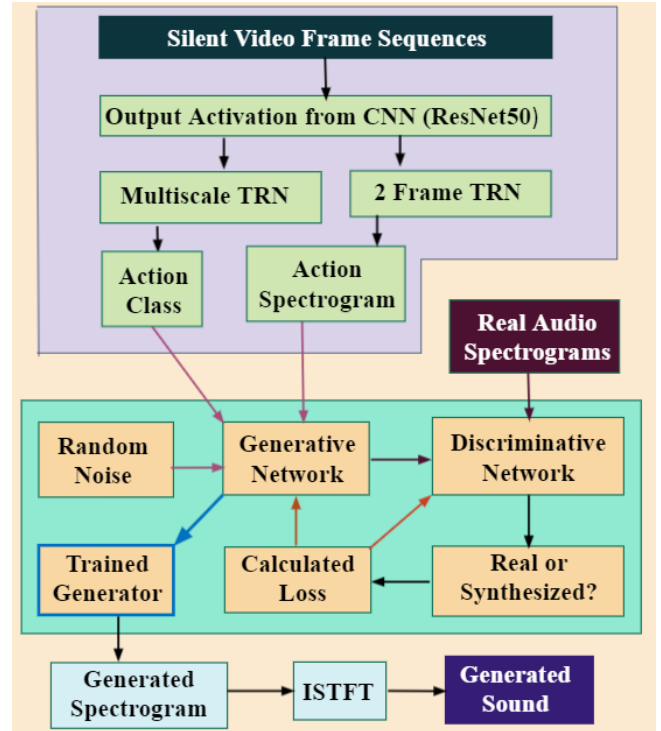 Silent Video Frame Sequences
Output Activation from CNN (ResNet50)
Multiscale TRN
2 Frame TRN
Action
Class
Action
Spectrogram
Real Audio
Spectrograms
Random
Noise
Generative
Network
Discriminative
Network
Trained
Generator
Calculated
Loss
Real or
Synthesized?
Generated
Spectrogram
ISTFT
Generated
Sound